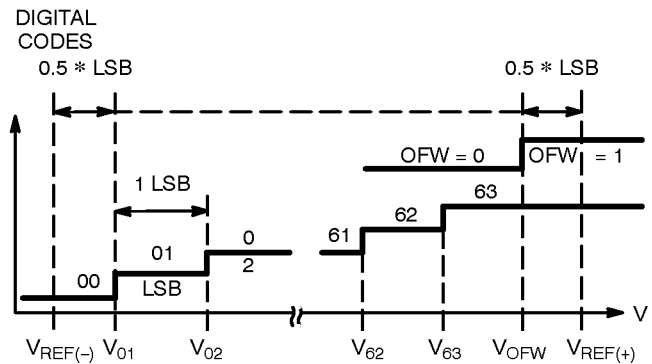 DIGITAL
CODES
0.5 * LSB
0.5 * LSB
OFW = 0
OFW = 1
1 LSB
63
62
61
0
2
01
LSB
00
V
VREF(–)
V01
V02
V62
V63
VOFW
VREF(+)